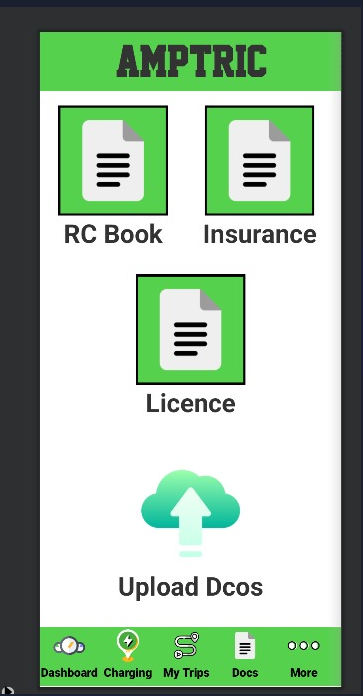 AMPTRIC
RC Book Insurance
Licence
Upload Dcos
Dashboard Charging My Trips Docs More